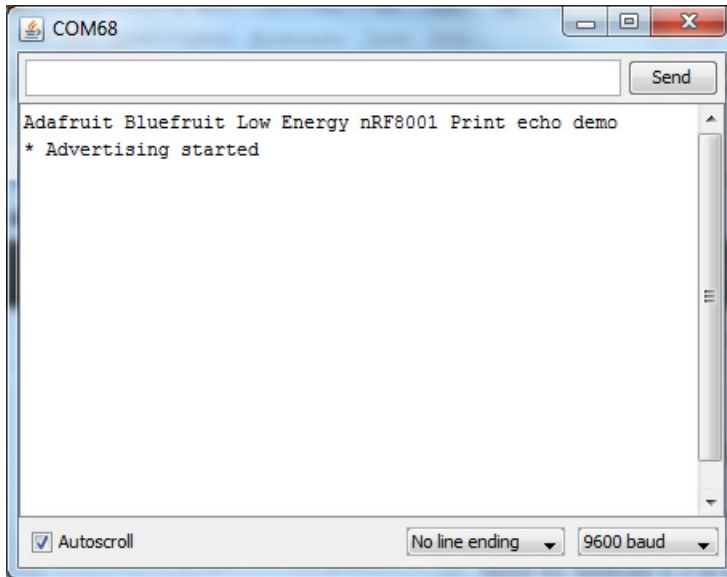 COM68
Send
Adafruit Bluefruit Low Energy nRF8001 Print echo demo
* Advertising started
Autoscroll
No line ending
9600 baud